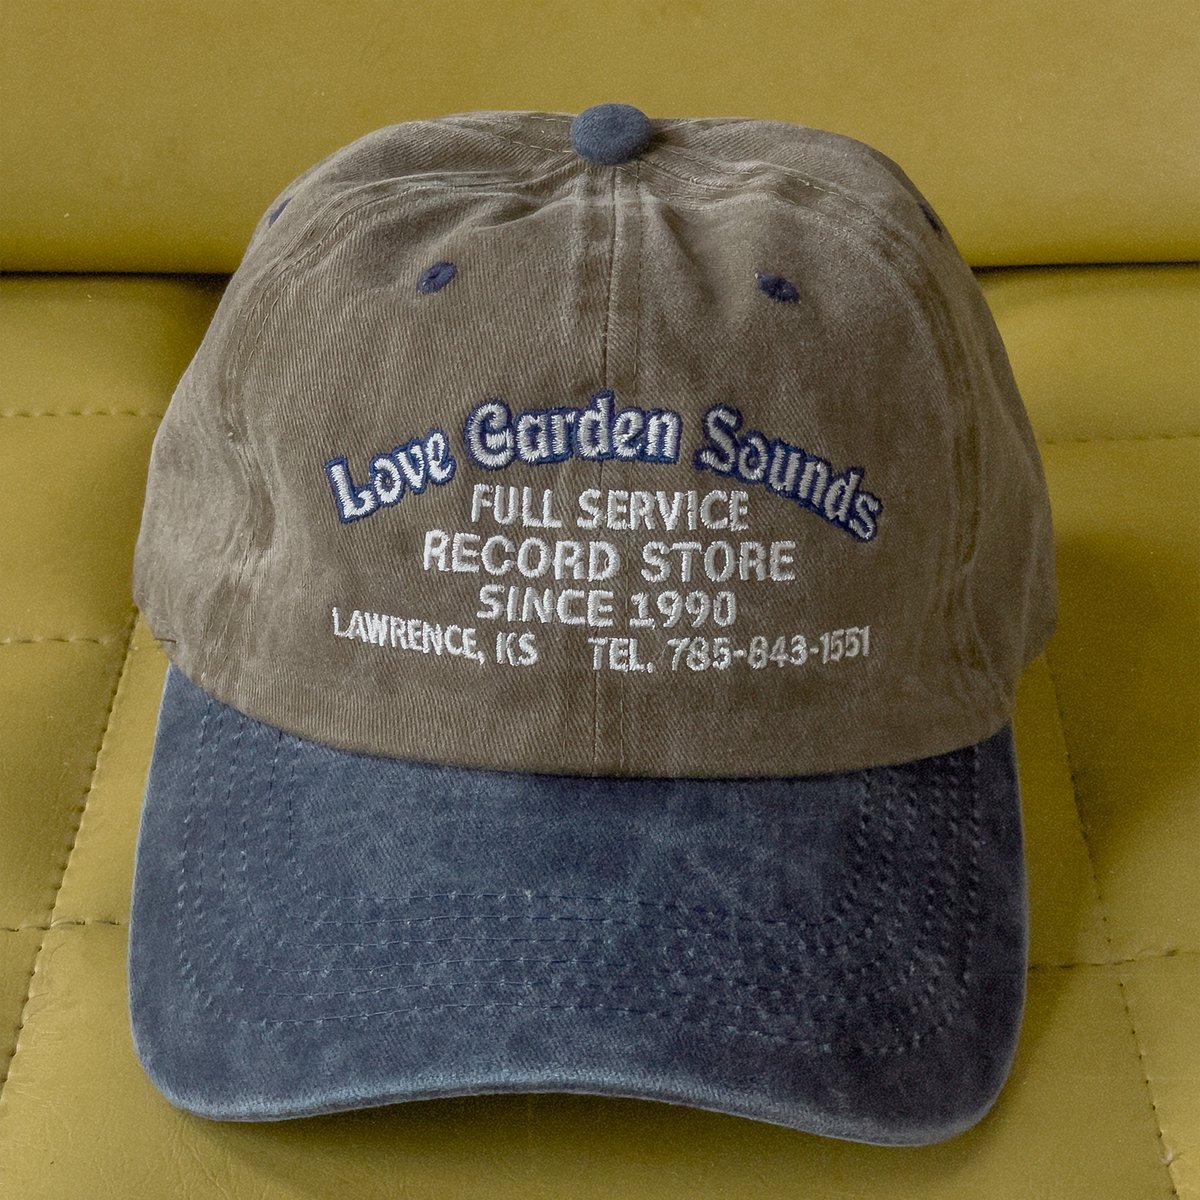 Love Garden Sounds
FULL SERVICE
RECORD STORE
SINCE 1990
LAWRENCE, KS TEL. 785-843-1551